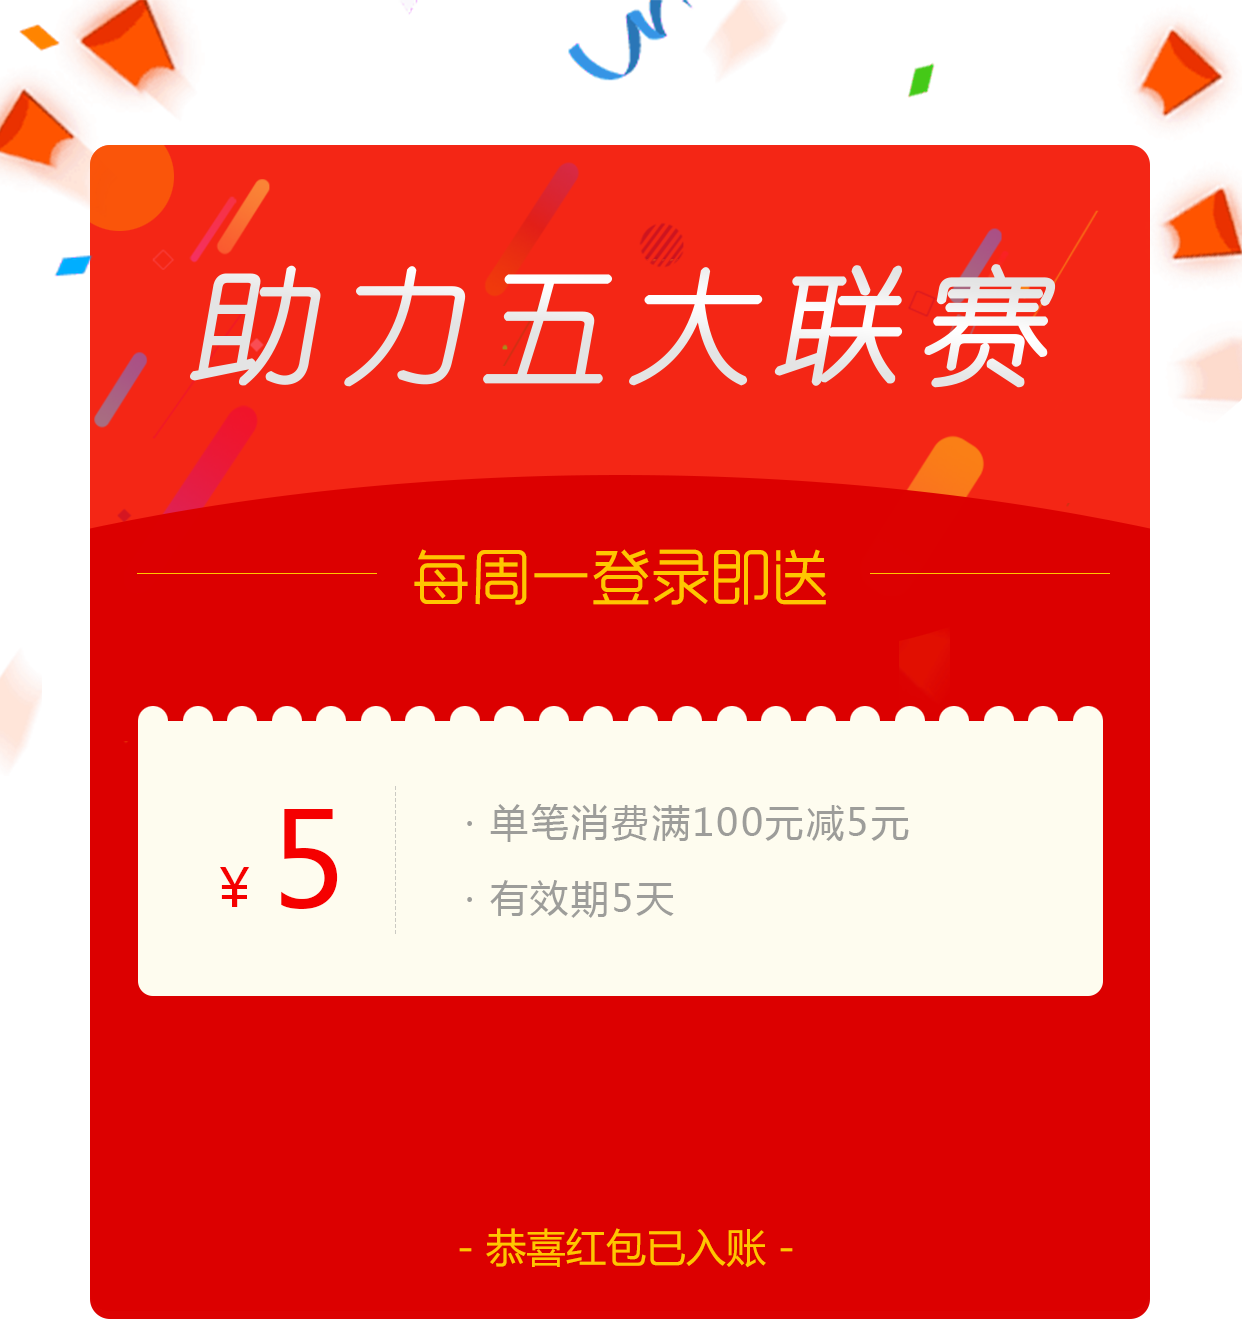 助力五大联赛
每周一登录即送
¥ 5
· 单笔消费满100元减5元
· 有效期5天
- 恭喜红包已入账 -